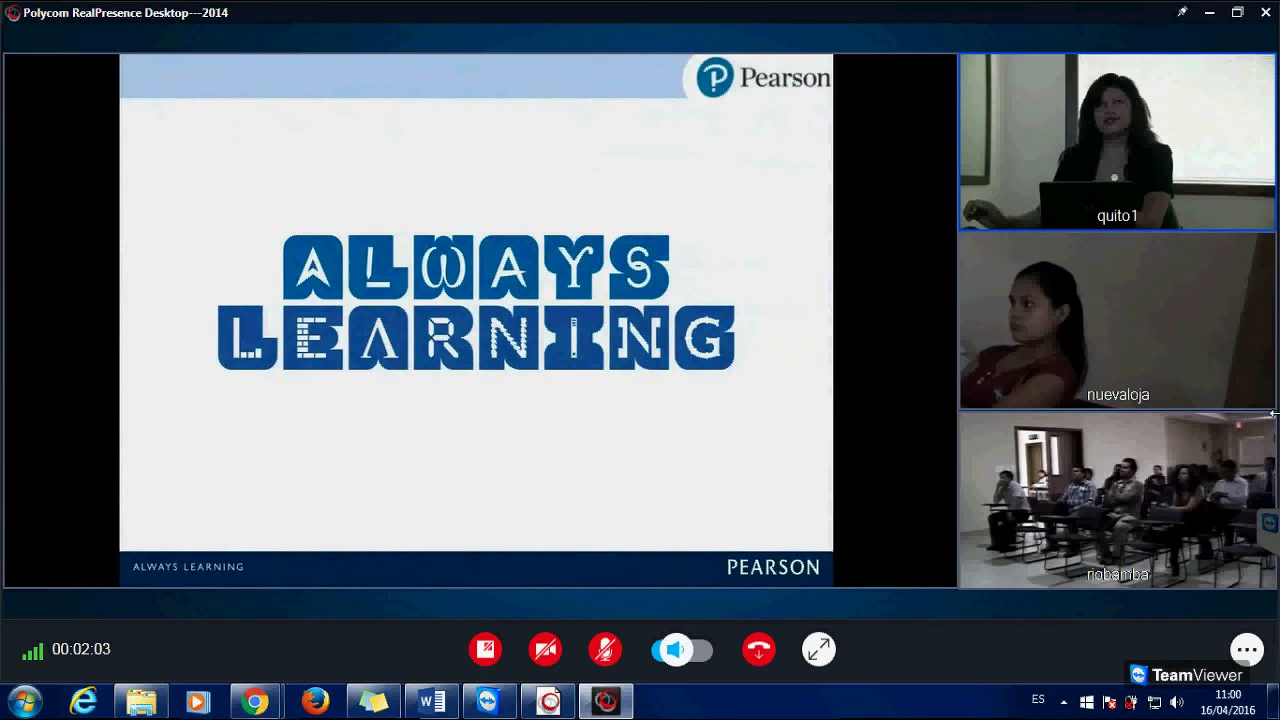 Polycom RealPresence Desktop---2014
Pearson
ALWAYS
LEARNING
ALWAYS LEARNING
PEARSON
quito1
nuevaloja
riobamba
00:02:03
TeamViewer
ES
11:00
16/04/2016